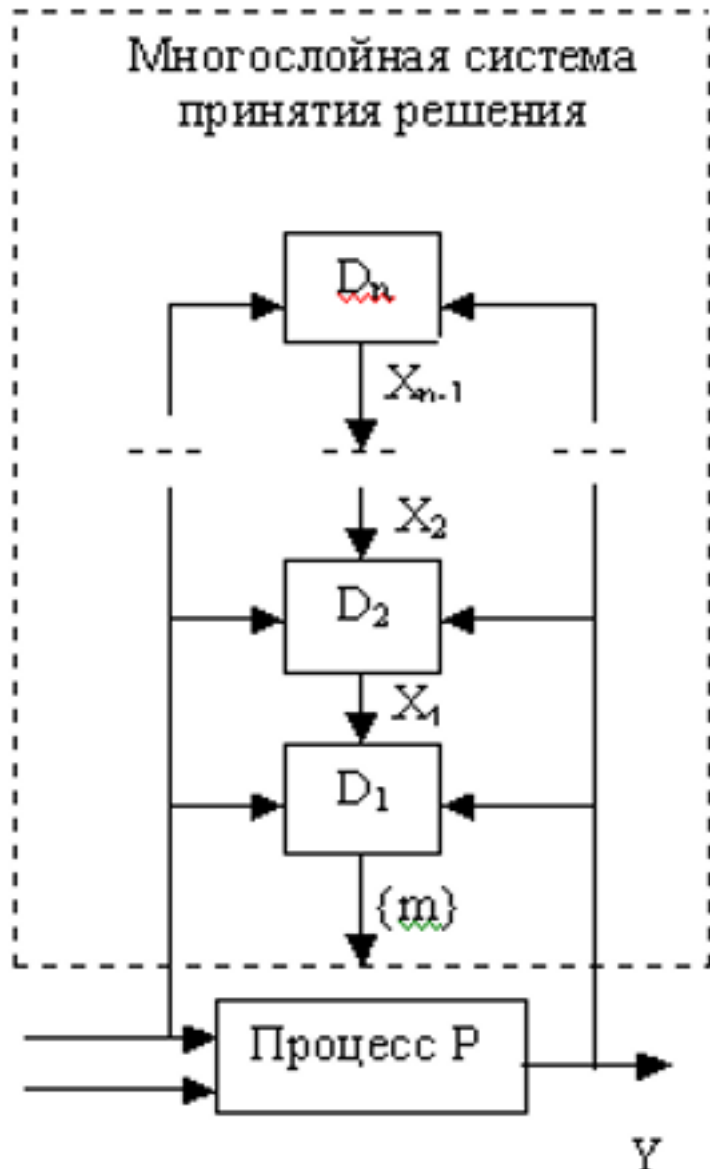 Многослойная система
принятия решения
Dn
Xn-1
X2
D2
X1
D1
{m}
Процесс P
Y